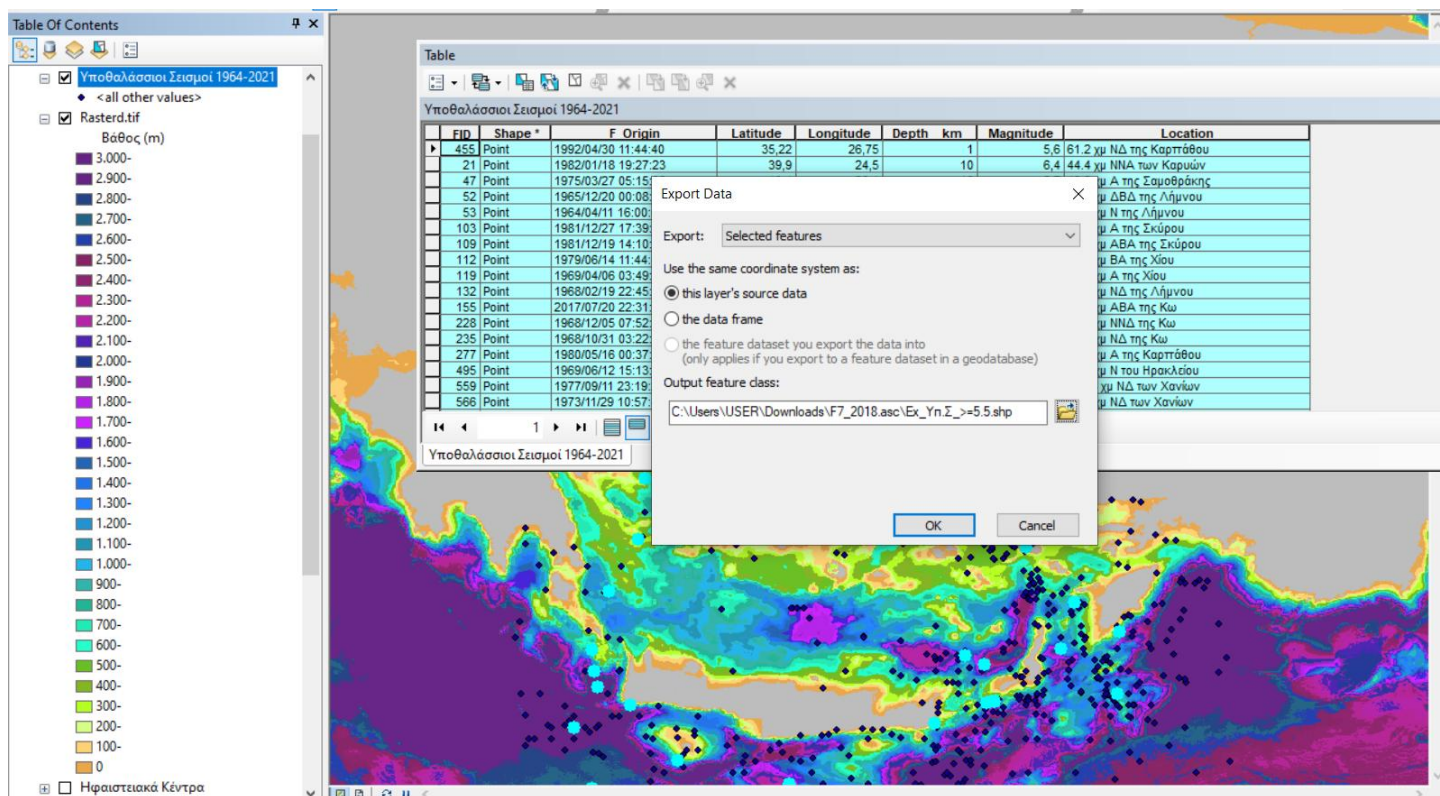 Table Of Contents
Υποθαλάσσιοι Σεισμοί 1964-2021
<all other values>
Rasterd.tif
Βάθος (m)
3.000-
2.900-
2.800-
2.700-
2.600-
2.500-
2.400-
2.300-
2.200-
2.100-
2.000-
1.900-
1.800-
1.700-
1.600-
1.500-
1.400-
1.300-
1.200-
1.100-
1.000-
900-
800-
700-
600-
500-
400-
300-
200-
100-
0
Ηφαιστειακά Κέντρα
Table
Υποθαλάσσιοι Σεισμοί 1964-2021
FID Shape * F Origin Latitude Longitude Depth km Magnitude Location
455 Point 1992/04/30 11:44:40 35,22 26,75 1 5,6 61.2 χμ ΝΔ της Καρπάθου
21 Point 1982/01/18 19:27:23 39,9 24,5 10 6,4 44.4 χμ ΝΝΑ των Καρυών
47 Point 1975/03/27 05:15: χμ Α της Σαμοθράκης
52 Point 1965/12/20 00:08: χμ ΔΒΔ της Λήμνου
53 Point 1964/04/11 16:00: χμ Ν της Λήμνου
103 Point 1981/12/27 17:39: χμ Α της Σκύρου
109 Point 1981/12/19 14:10: χμ ΑΒΑ της Σκύρου
112 Point 1979/06/14 11:44: χμ ΒΑ της Χίου
119 Point 1969/04/06 03:49: χμ Α της Χίου
132 Point 1968/02/19 22:45: χμ ΝΔ της Λήμνου
155 Point 2017/07/20 22:31: χμ ΑΒΑ της Κω
228 Point 1968/12/05 07:52: χμ ΝΝΔ της Κω
235 Point 1968/10/31 03:22: χμ ΝΔ της Κω
277 Point 1980/05/16 00:37: χμ Α της Καρπάθου
495 Point 1969/06/12 15:13: χμ Ν του Ηρακλείου
559 Point 1977/09/11 23:19: χμ ΝΔ των Χανίων
566 Point 1973/11/29 10:57: χμ ΝΔ των Χανίων
1
Υποθαλάσσιοι Σεισμοί 1964-2021
Export Data
Export: Selected features
Use the same coordinate system as:
this layer's source data
the data frame
the feature dataset you export the data into
(only applies if you export to a feature dataset in a geodatabase)
Output feature class:
C:\Users\USER\Downloads\F7_2018.asc\Ex_Υπ.Σ_>=5.5.shp
OK Cancel